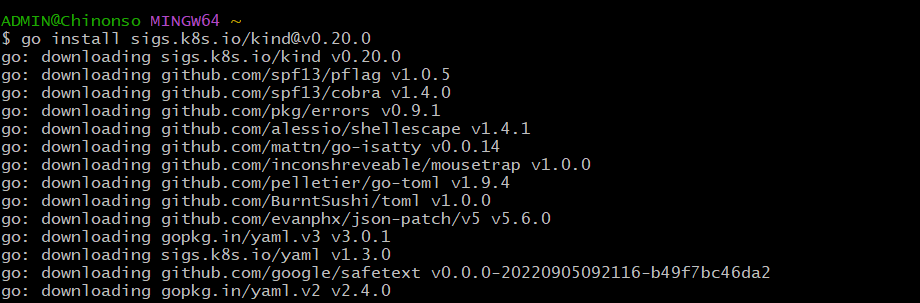 ADMIN@Chinonso MINGW64 ~
$ go install sigs.k8s.io/kind@v0.20.0
go: downloading sigs.k8s.io/kind v0.20.0
go: downloading github.com/spf13/pflag v1.0.5
go: downloading github.com/spf13/cobra v1.4.0
go: downloading github.com/pkg/errors v0.9.1
go: downloading github.com/alessio/shellescape v1.4.1
go: downloading github.com/mattn/go-isatty v0.0.14
go: downloading github.com/inconshreveable/mousetrap v1.0.0
go: downloading github.com/pelletier/go-toml v1.9.4
go: downloading github.com/BurntSushi/toml v1.0.0
go: downloading github.com/evanphx/json-patch/v5 v5.6.0
go: downloading gopkg.in/yaml.v3 v3.0.1
go: downloading sigs.k8s.io/yaml v1.3.0
go: downloading github.com/google/safetext v0.0.0-20220905092116-b49f7bc46da2
go: downloading gopkg.in/yaml.v2 v2.4.0